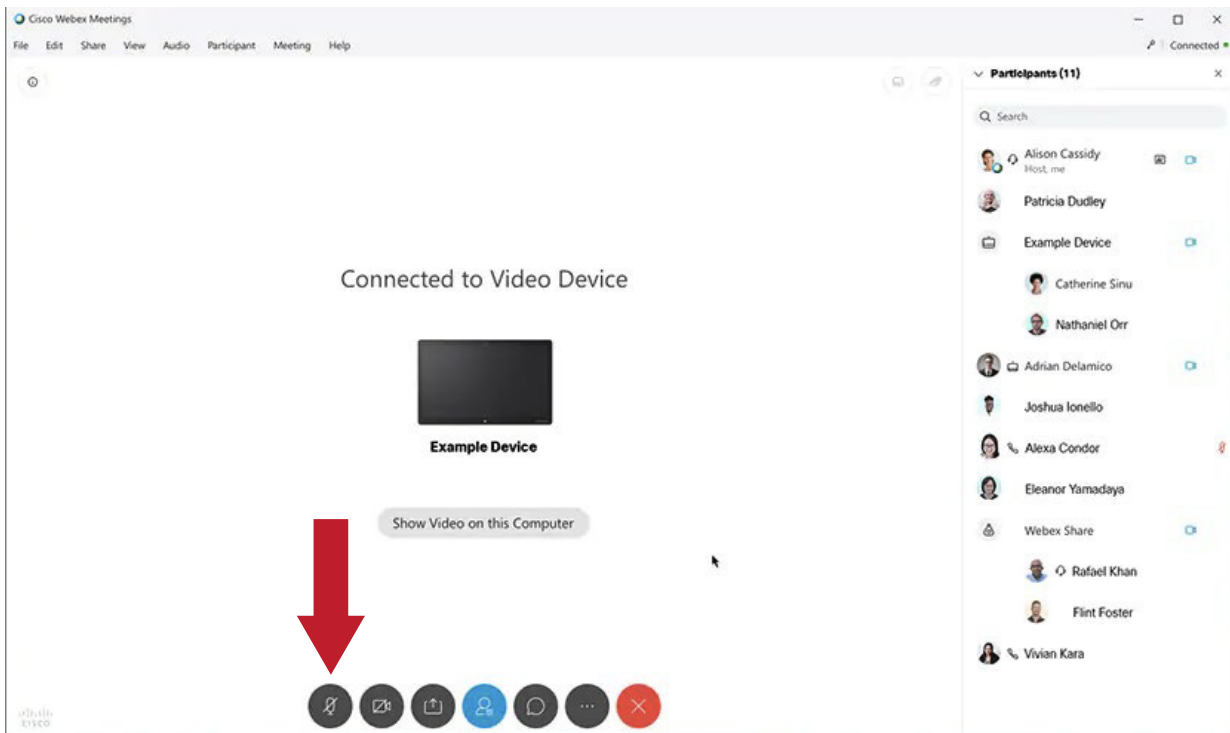 Cisco Webex Meetings
File Edit Share View Audio Participant Meeting Help
Connected
Participants (11)
Search
Alison Cassidy
Host, me
Patricia Dudley
Example Device
Catherine Sinu
Nathaniel Orr
Adrian Delamico
Joshua Ionello
Alexa Condor
Eleanor Yamadaya
Webex Share
Rafael Khan
Flint Foster
Vivian Kara
Connected to Video Device
Example Device
Show Video on this Computer
CISCO